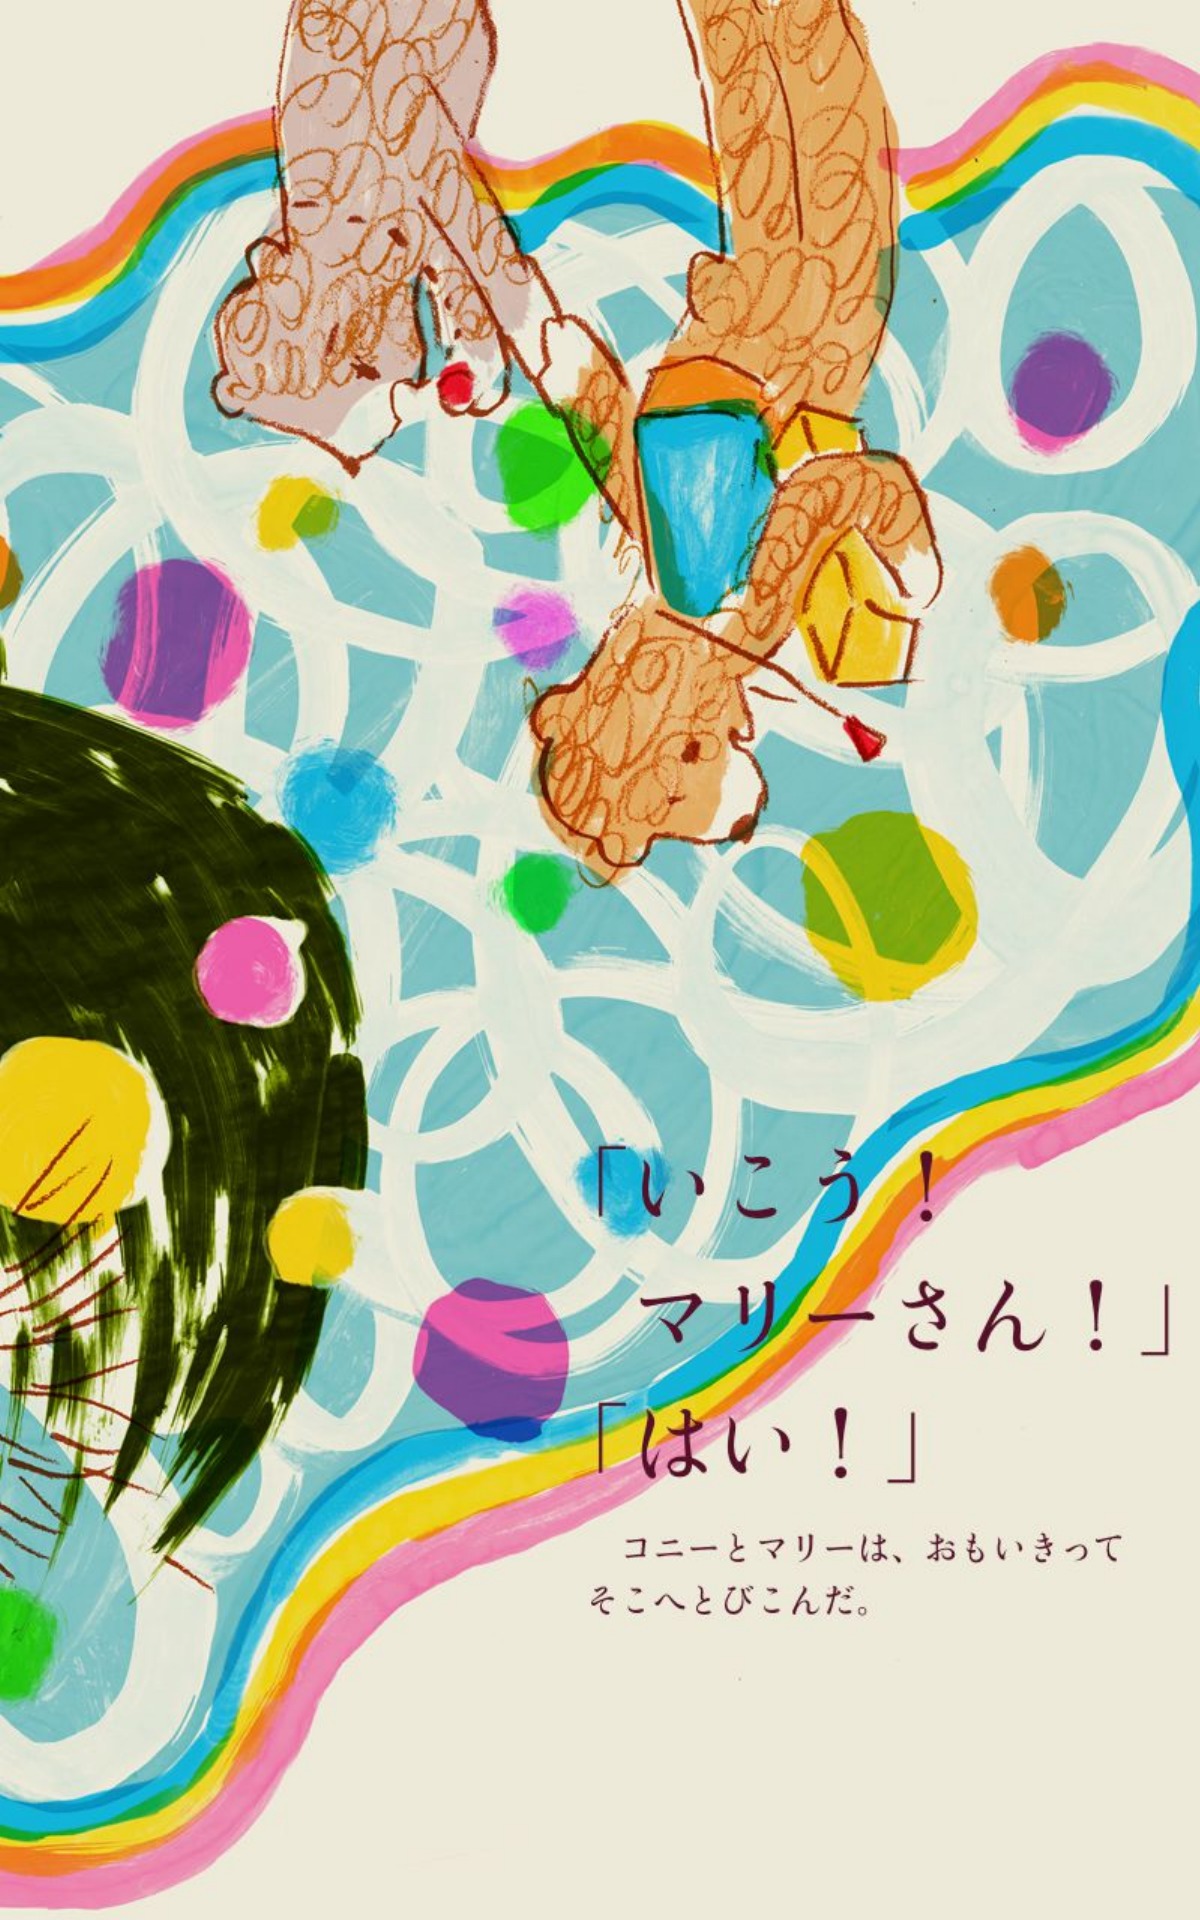 「いこう！
マリーさん！」
「はい！」
コニーとマリーは、おもいきって
そこへとびこんだ。